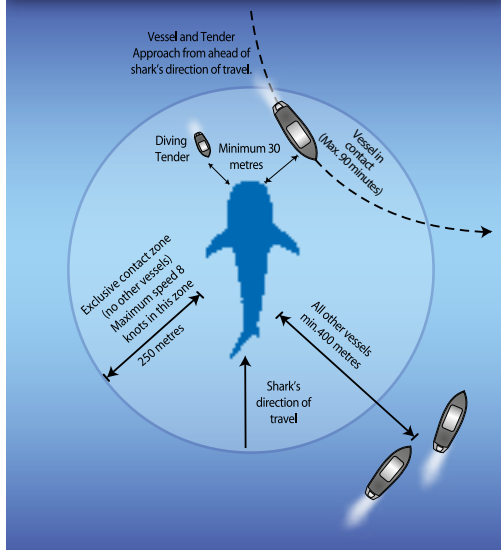 Vessel and Tender
Approach from ahead of
shark's direction of travel.
Diving
Tender
Minimum 30
metres
Vessel in
contact
(Max. 90 minutes)
Exclusive contact zone
(no other vessels)
Maximum speed 8
knots in this zone
250 metres
All other vessels
min.400 metres
Shark's
direction of
travel